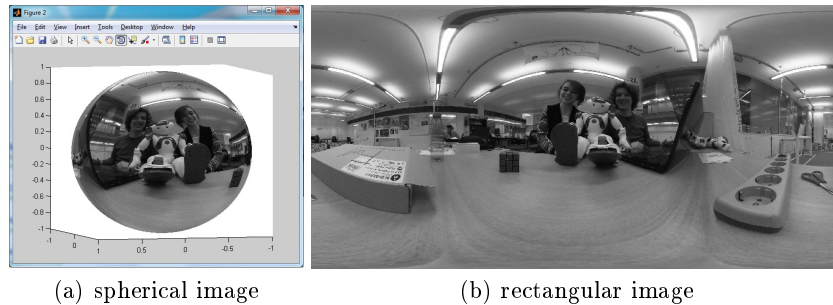 Figure 2
File Edit View Insert Tools Desktop Window Help
1
0.8
0.6
0.4
0.2
0
-0.2
-0.4
-0.6
-0.8
-1
-1 0 1 0.5 0 -0.5 -1
(a) spherical image (b) rectangular image